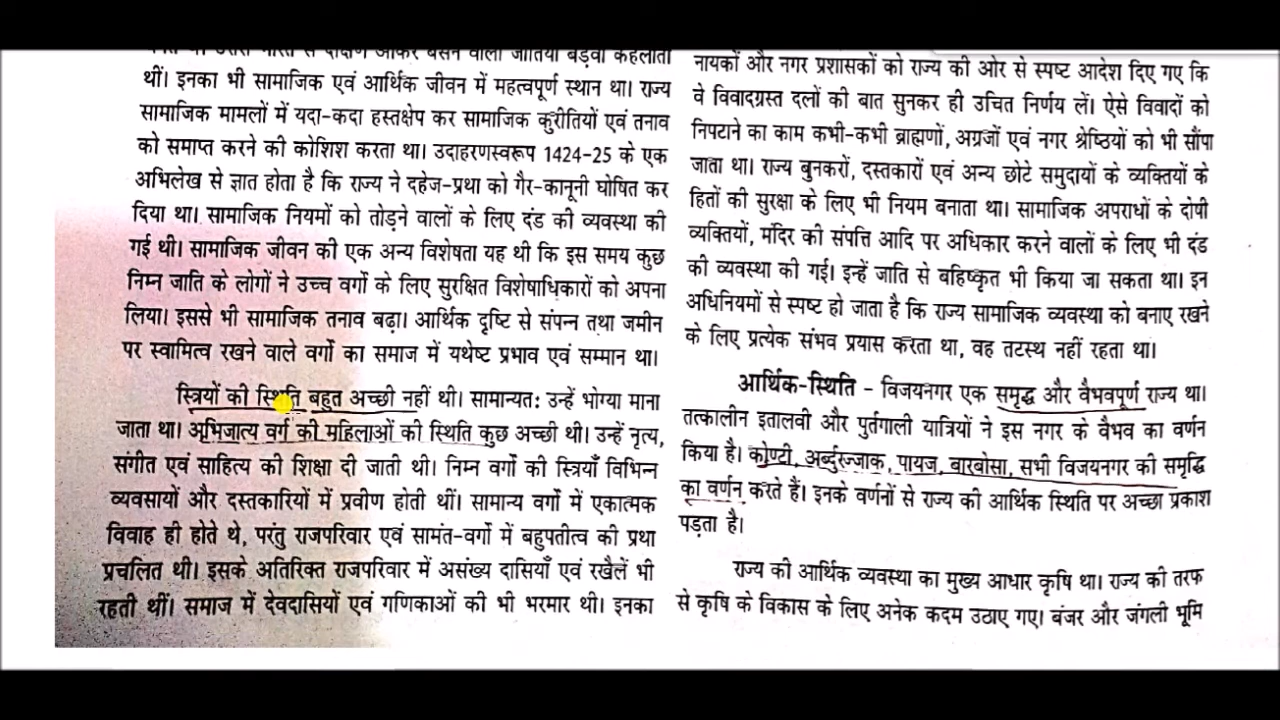 उत्तरी भारत से दक्षिण आकर बसने वाली जातियाँ बड़वा कहलाती
थीं। इनका भी सामाजिक एवं आर्थिक जीवन में महत्वपूर्ण स्थान था। राज्य
सामाजिक मामलों में यदा-कदा हस्तक्षेप कर सामाजिक कुरीतियों एवं तनाव
को समाप्त करने की कोशिश करता था। उदाहरणस्वरूप 1424-25 के एक
अभिलेख से ज्ञात होता है कि राज्य ने दहेज-प्रथा को गैर-कानूनी घोषित कर
दिया था। सामाजिक नियमों को तोड़ने वालों के लिए दंड की व्यवस्था की
गई थी। सामाजिक जीवन की एक अन्य विशेषता यह थी कि इस समय कुछ
निम्न जाति के लोगों ने उच्च वर्गों के लिए सुरक्षित विशेषाधिकारों को अपना
लिया। इससे भी सामाजिक तनाव बढ़ा। आर्थिक दृष्टि से संपन्न तथा जमीन
पर स्वामित्व रखने वाले वर्गों का समाज में यथेष्ट प्रभाव एवं सम्मान था।
स्त्रियों की स्थिति बहुत अच्छी नहीं थी। सामान्यत: उन्हें भोग्या माना
जाता था। अभिजात्य वर्ग की महिलाओं की स्थिति कुछ अच्छी थी। उन्हें नृत्य,
संगीत एवं साहित्य की शिक्षा दी जाती थी। निम्न वर्गों की स्त्रियाँ विभिन्न
व्यवसायों और दस्तकारियों में प्रवीण होती थीं। सामान्य वर्गों में एकात्मक
विवाह ही होते थे, परंतु राजपरिवार एवं सामंत-वर्गों में बहुपतीत्व की प्रथा
प्रचलित थी। इसके अतिरिक्त राजपरिवार में असंख्य दासियाँ एवं रखैलें भी
रहती थीं। समाज में देवदासियों एवं गणिकाओं की भी भरमार थी। इनका
नायकों और नगर प्रशासकों को राज्य की ओर से स्पष्ट आदेश दिए गए कि
वे विवादग्रस्त दलों की बात सुनकर ही उचित निर्णय लें। ऐसे विवादों को
निपटाने का काम कभी-कभी ब्राह्मणों, अग्रजों एवं नगर श्रेष्ठियों को भी सौंपा
जाता था। राज्य बुनकरों, दस्तकारों एवं अन्य छोटे समुदायों के व्यक्तियों के
हितों की सुरक्षा के लिए भी नियम बनाता था। सामाजिक अपराधों के दोषी
व्यक्तियों, मंदिर की संपत्ति आदि पर अधिकार करने वालों के लिए भी दंड
की व्यवस्था की गई। इन्हें जाति से बहिष्कृत भी किया जा सकता था। इन
अधिनियमों से स्पष्ट हो जाता है कि राज्य सामाजिक व्यवस्था को बनाए रखने
के लिए प्रत्येक संभव प्रयास करता था, वह तटस्थ नहीं रहता था।
आर्थिक-स्थिति - विजयनगर एक समृद्ध और वैभवपूर्ण राज्य था।
तत्कालीन इतालवी और पुर्तगाली यात्रियों ने इस नगर के वैभव का वर्णन
किया है। कोण्टी, अर्ब्दुरज्जाक, पायज, बारबोसा, सभी विजयनगर की समृद्धि
का वर्णन करते हैं। इनके वर्णनों से राज्य की आर्थिक स्थिति पर अच्छा प्रकाश
पड़ता है।
राज्य की आर्थिक व्यवस्था का मुख्य आधार कृषि था। राज्य की तरफ
से कृषि के विकास के लिए अनेक कदम उठाए गए। बंजर और जंगली भूमि